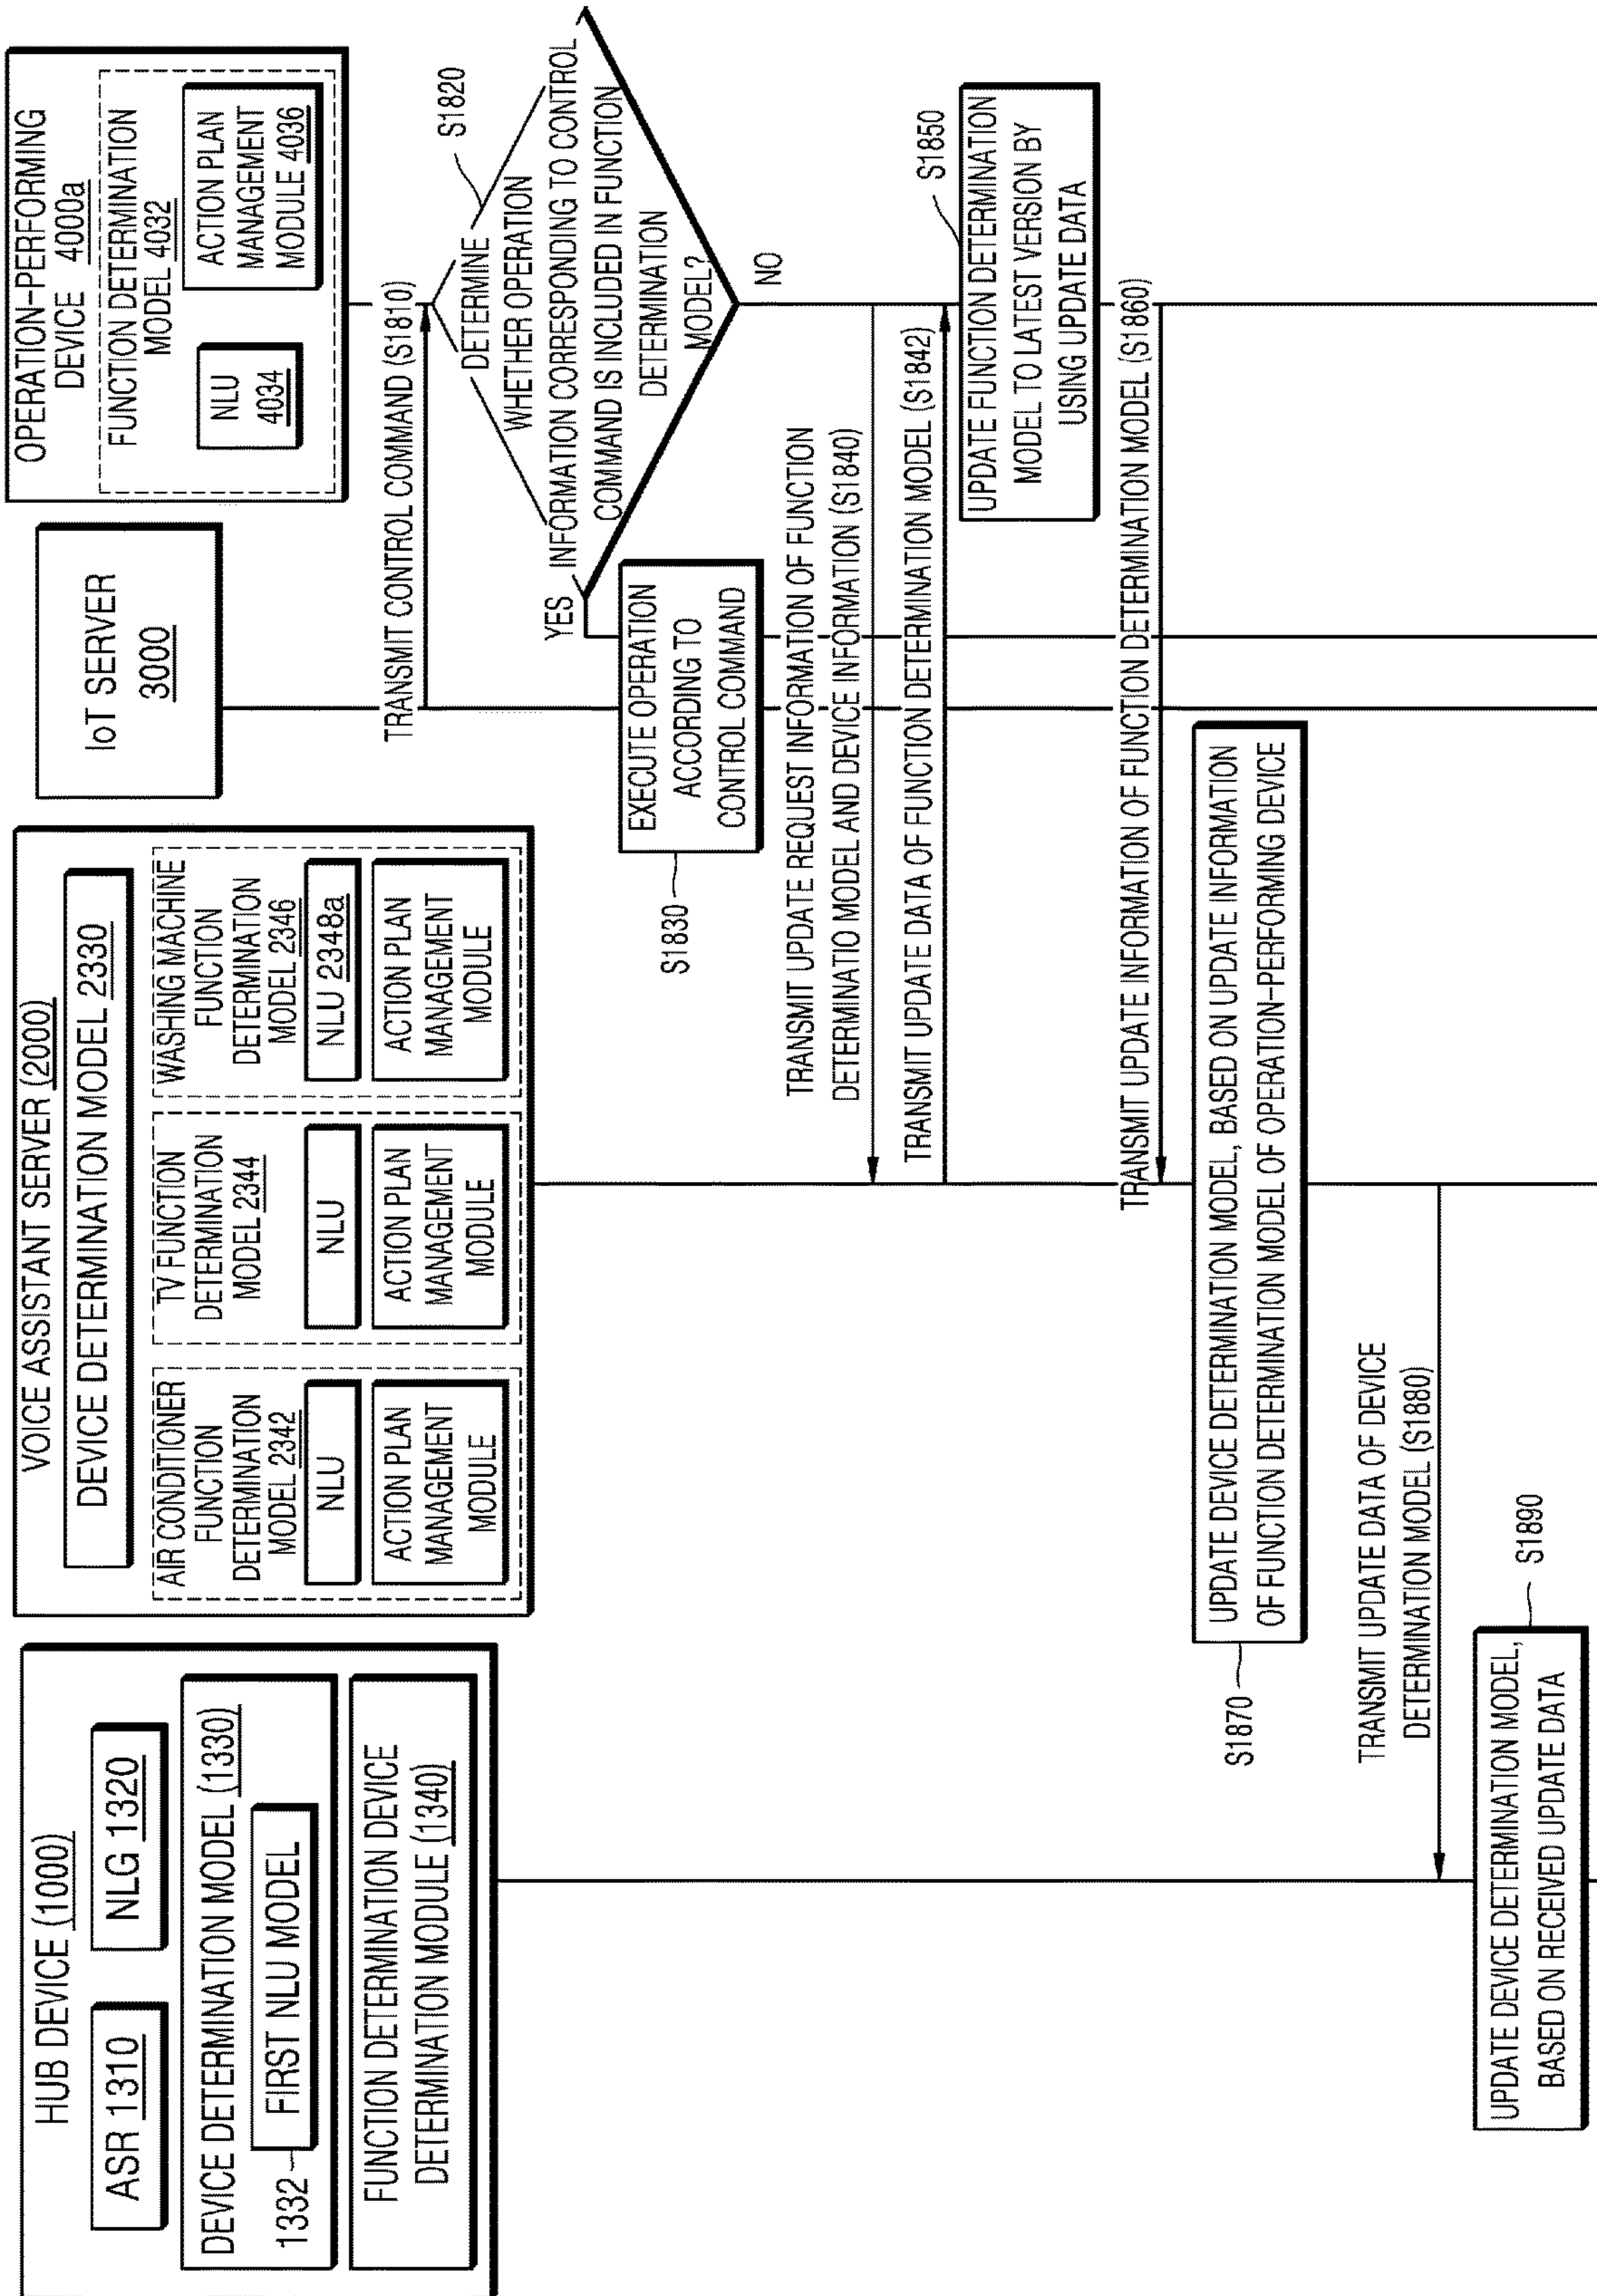 HUB DEVICE (1000)
ASR 1310
NLG 1320
DEVICE DETERMINATION MODEL (1330)
1332
FIRST NLU MODEL
FUNCTION DETERMINATION DEVICE
DETERMINATION MODULE (1340)
VOICE ASSISTANT SERVER (2000)
DEVICE DETERMINATION MODEL 2330
AIR CONDITIONER
FUNCTION
DETERMINATION
MODEL 2342
NLU
ACTION PLAN
MANAGEMENT
MODULE
TV FUNCTION
DETERMINATION
MODEL 2344
NLU
ACTION PLAN
MANAGEMENT
MODULE
WASHING MACHINE
FUNCTION
DETERMINATION
MODEL 2346
NLU 2348a
ACTION PLAN
MANAGEMENT
MODULE
IoT SERVER
3000
OPERATION-PERFORMING
DEVICE 4000a
FUNCTION DETERMINATION
MODEL 4032
NLU
4034
ACTION PLAN
MANAGEMENT
MODULE 4036
TRANSMIT CONTROL COMMAND (S1810)
S1820
DETERMINE
WHETHER OPERATION
INFORMATION CORRESPONDING TO CONTROL
COMMAND IS INCLUDED IN FUNCTION
DETERMINATION
MODEL?
YES
NO
S1830
EXECUTE OPERATION
ACCORDING TO
CONTROL COMMAND
TRANSMIT UPDATE REQUEST INFORMATION OF FUNCTION
DETERMINATIO MODEL AND DEVICE INFORMATION (S1840)
TRANSMIT UPDATE DATA OF FUNCTION DETERMINATION MODEL (S1842)
S1850
UPDATE FUNCTION DETERMINATION
MODEL TO LATEST VERSION BY
USING UPDATE DATA
TRANSMIT UPDATE INFORMATION OF FUNCTION DETERMINATION MODEL (S1860)
S1870
UPDATE DEVICE DETERMINATION MODEL, BASED ON UPDATE INFORMATION
OF FUNCTION DETERMINATION MODEL OF OPERATION-PERFORMING DEVICE
TRANSMIT UPDATE DATA OF DEVICE
DETERMINATION MODEL (S1880)
S1890
UPDATE DEVICE DETERMINATION MODEL,
BASED ON RECEIVED UPDATE DATA